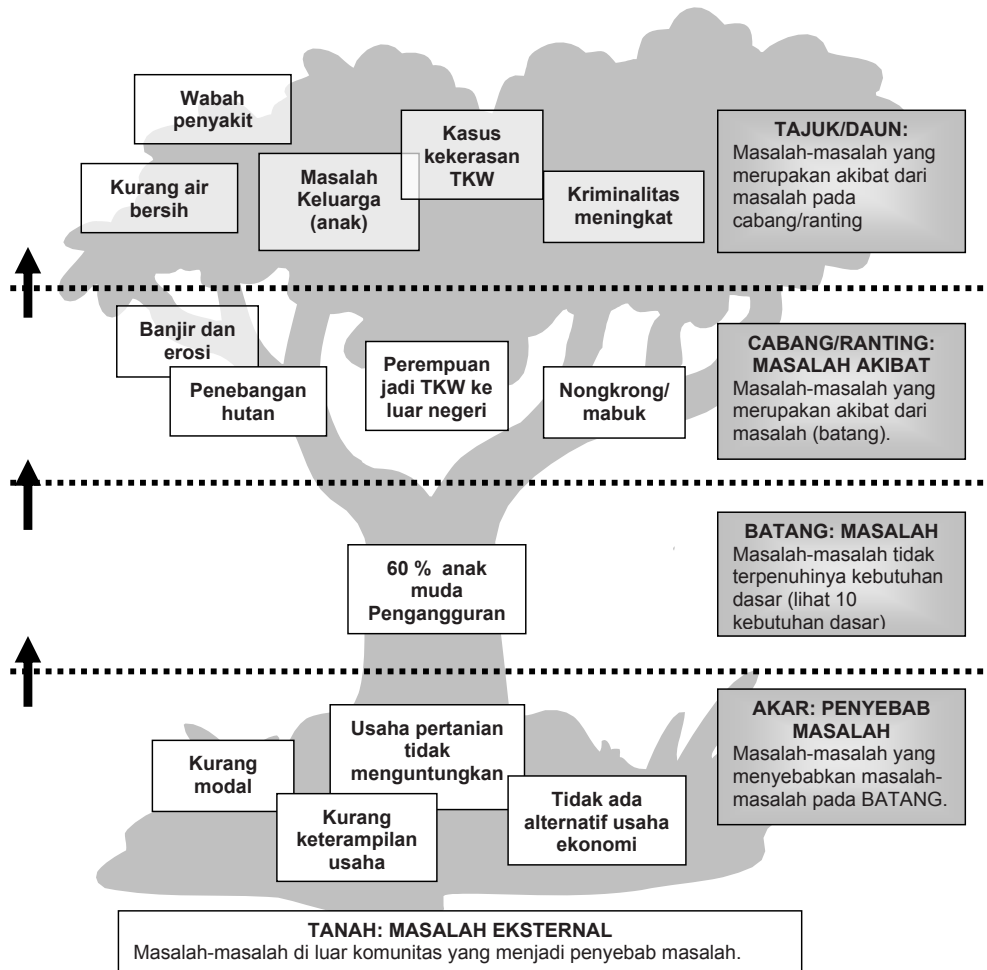 Wabah
penyakit
Kurang air
bersih
Masalah
Keluarga
(anak)
Kasus
kekerasan
TKW
Kriminalitas
meningkat
TAJUK/DAUN:
Masalah-masalah yang
merupakan akibat dari
masalah pada
cabang/ranting
Banjir dan
erosi
Penebangan
hutan
Perempuan
jadi TKW ke
luar negeri
Nongkrong/
mabuk
CABANG/RANTING:
MASALAH AKIBAT
Masalah-masalah yang
merupakan akibat dari
masalah (batang).
60 % anak
muda
Pengangguran
BATANG: MASALAH
Masalah-masalah tidak
terpenuhinya kebutuhan
dasar (lihat 10
kebutuhan dasar)
Kurang
modal
Usaha pertanian
tidak
menguntungkan
Kurang
keterampilan
usaha
Tidak ada
alternatif usaha
ekonomi
AKAR: PENYEBAB
MASALAH
Masalah-masalah yang
menyebabkan masalah-
masalah pada BATANG.
TANAH: MASALAH EKSTERNAL
Masalah-masalah di luar komunitas yang menjadi penyebab masalah.